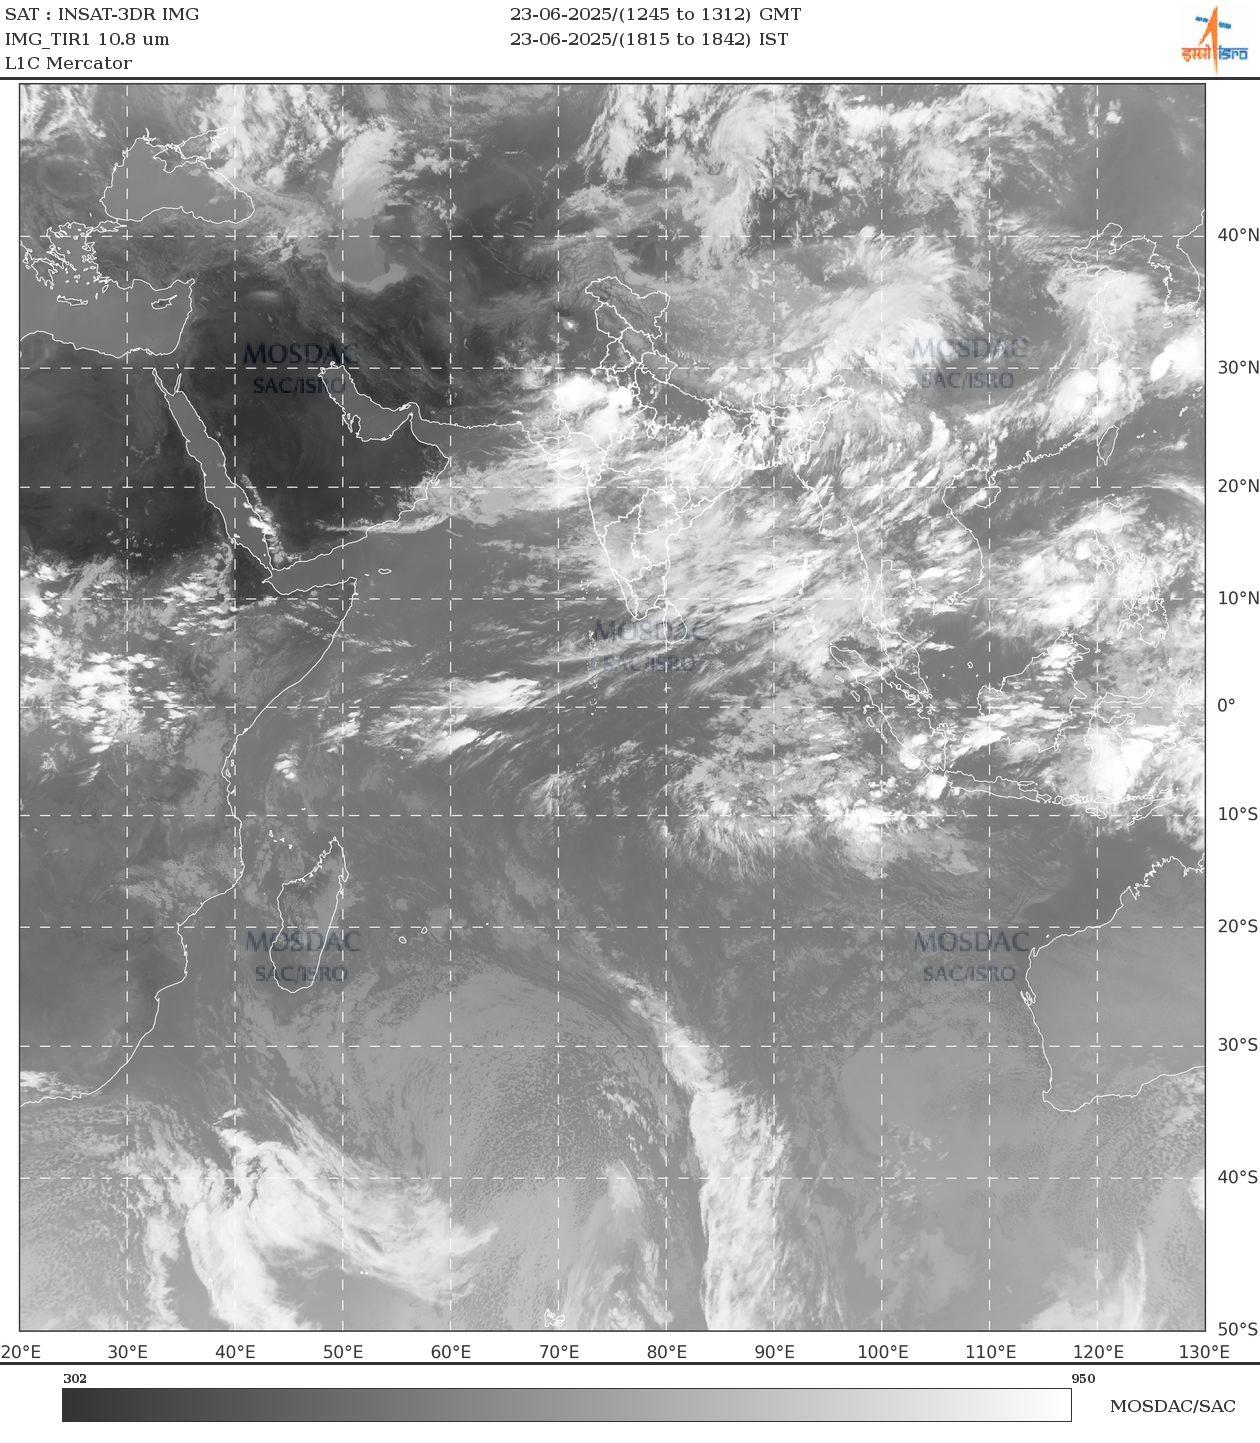 SAT : INSAT-3DR IMG
23-06-2025/(1245 to 1312) GMT
IMG_TIR1 10.8 um
23-06-2025/(1815 to 1842) IST
L1C Mercator
इसरो isro
40°N
MOSDAC
SAC/ISRO
MOSDAC
SAC/ISRO
30°N
20°N
10°N
MOSDAC
SAC/ISRO
0°
10°S
20°S
MOSDAC
SAC/ISRO
MOSDAC
SAC/ISRO
30°S
40°S
50°S
20°E 30°E 40°E 50°E 60°E 70°E 80°E 90°E 100°E 110°E 120°E 130°E
302
950
MOSDAC/SAC